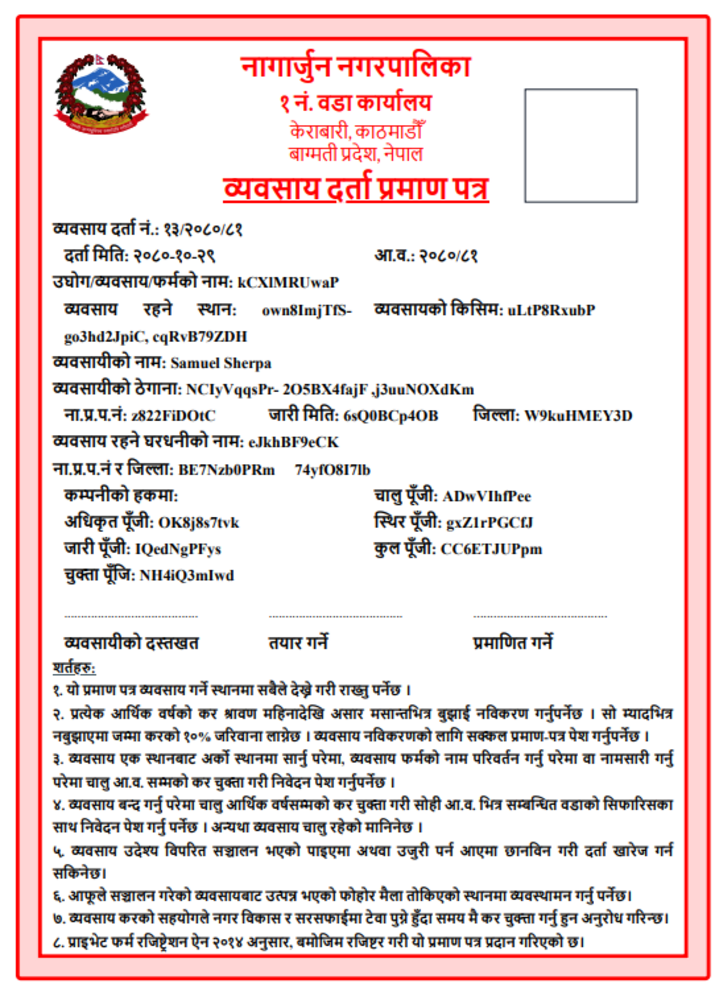 नागार्जुन नगरपालिका
१ नं. वडा कार्यालय
केराबारी, काठमाडौँ
बाग्मती प्रदेश, नेपाल
व्यवसाय दर्ता प्रमाण पत्र
व्यवसाय दर्ता नं.: १३/२०८०/८१
दर्ता मिति: २०८०-१०-२९ आ.व.: २०८०/८१
उघोग/व्यवसाय/फर्मको नाम: kCXlMRUwaP
व्यवसाय रहने स्थान: own8ImjTfS- व्यवसायको किसिम: uLtP8RxubP
go3hd2JpiC, cqRvB79ZDH
व्यवसायीको नाम: Samuel Sherpa
व्यवसायीको ठेगाना: NCIyVqqsPr- 2O5BX4fajF ,j3uuNOXdKm
ना.प्र.प.नं: z822FiDOtC जारी मिति: 6sQ0BCp4OB जिल्ला: W9kuHMEY3D
व्यवसाय रहने घरधनीको नाम: eJkhBF9eCK
ना.प्र.प.नं र जिल्ला: BE7Nzb0PRm 74yfO8I7lb
कम्पनीको हकमा: चालु पूँजी: ADwVIhfPee
अधिकृत पूँजी: OK8j8s7tvk स्थिर पूँजी: gxZ1rPGCfJ
जारी पूँजी: IQedNgPFys कुल पूँजी: CC6ETJUPpm
चुक्ता पूँजि: NH4iQ3mIwd
व्यवसायीको दस्तखत तयार गर्ने प्रमाणित गर्ने
शर्तहरु:
१. यो प्रमाण पत्र व्यवसाय गर्ने स्थानमा सबैले देख्ने गरी राख्नु पर्नेछ ।
२. प्रत्येक आर्थिक वर्षको कर श्रावण महिनादेखि असार मसान्तभित्र बुझाई नविकरण गर्नुपर्नेछ । सो म्यादभित्र
नबुझाएमा जम्मा करको १०% जरिवाना लाग्नेछ । व्यवसाय नविकरणको लागि सक्कल प्रमाण-पत्र पेश गर्नुपर्नेछ ।
३. व्यवसाय एक स्थानबाट अर्को स्थानमा सार्नु परेमा, व्यवसाय फर्मको नाम परिवर्तन गर्नु परेमा वा नामसारी गर्नु
परेमा चालु आ.व. सम्मको कर चुक्ता गरी निवेदन पेश गर्नुपर्नेछ ।
४. व्यवसाय बन्द गर्नु परेमा चालु आर्थिक वर्षसम्मको कर चुक्ता गरी सोही आ.व. भित्र सम्बन्धित वडाको सिफारिसका
साथ निवेदन पेश गर्नु पर्नेछ । अन्यथा व्यवसाय चालु रहेको मानिनेछ ।
५. व्यवसाय उदेश्य विपरित सञ्चालन भएको पाइएमा अथवा उजुरी पर्न आएमा छानविन गरी दर्ता खारेज गर्न
सकिनेछ।
६. आफूले सञ्चालन गरेको व्यवसायबाट उत्पन्न भएको फोहोर मैला तोकिएको स्थानमा व्यवस्थामन गर्नु पर्नेछ।
७. व्यवसाय करको सहयोगले नगर विकास र सरसफाईमा टेवा पुग्ने हुँदा समय मै कर चुक्ता गर्नु हुन अनुरोध गरिन्छ।
८. प्राइभेट फर्म रजिष्ट्रेशन ऐन २०१४ अनुसार, बमोजिम रजिष्टर गरी यो प्रमाण पत्र प्रदान गरिएको छ।